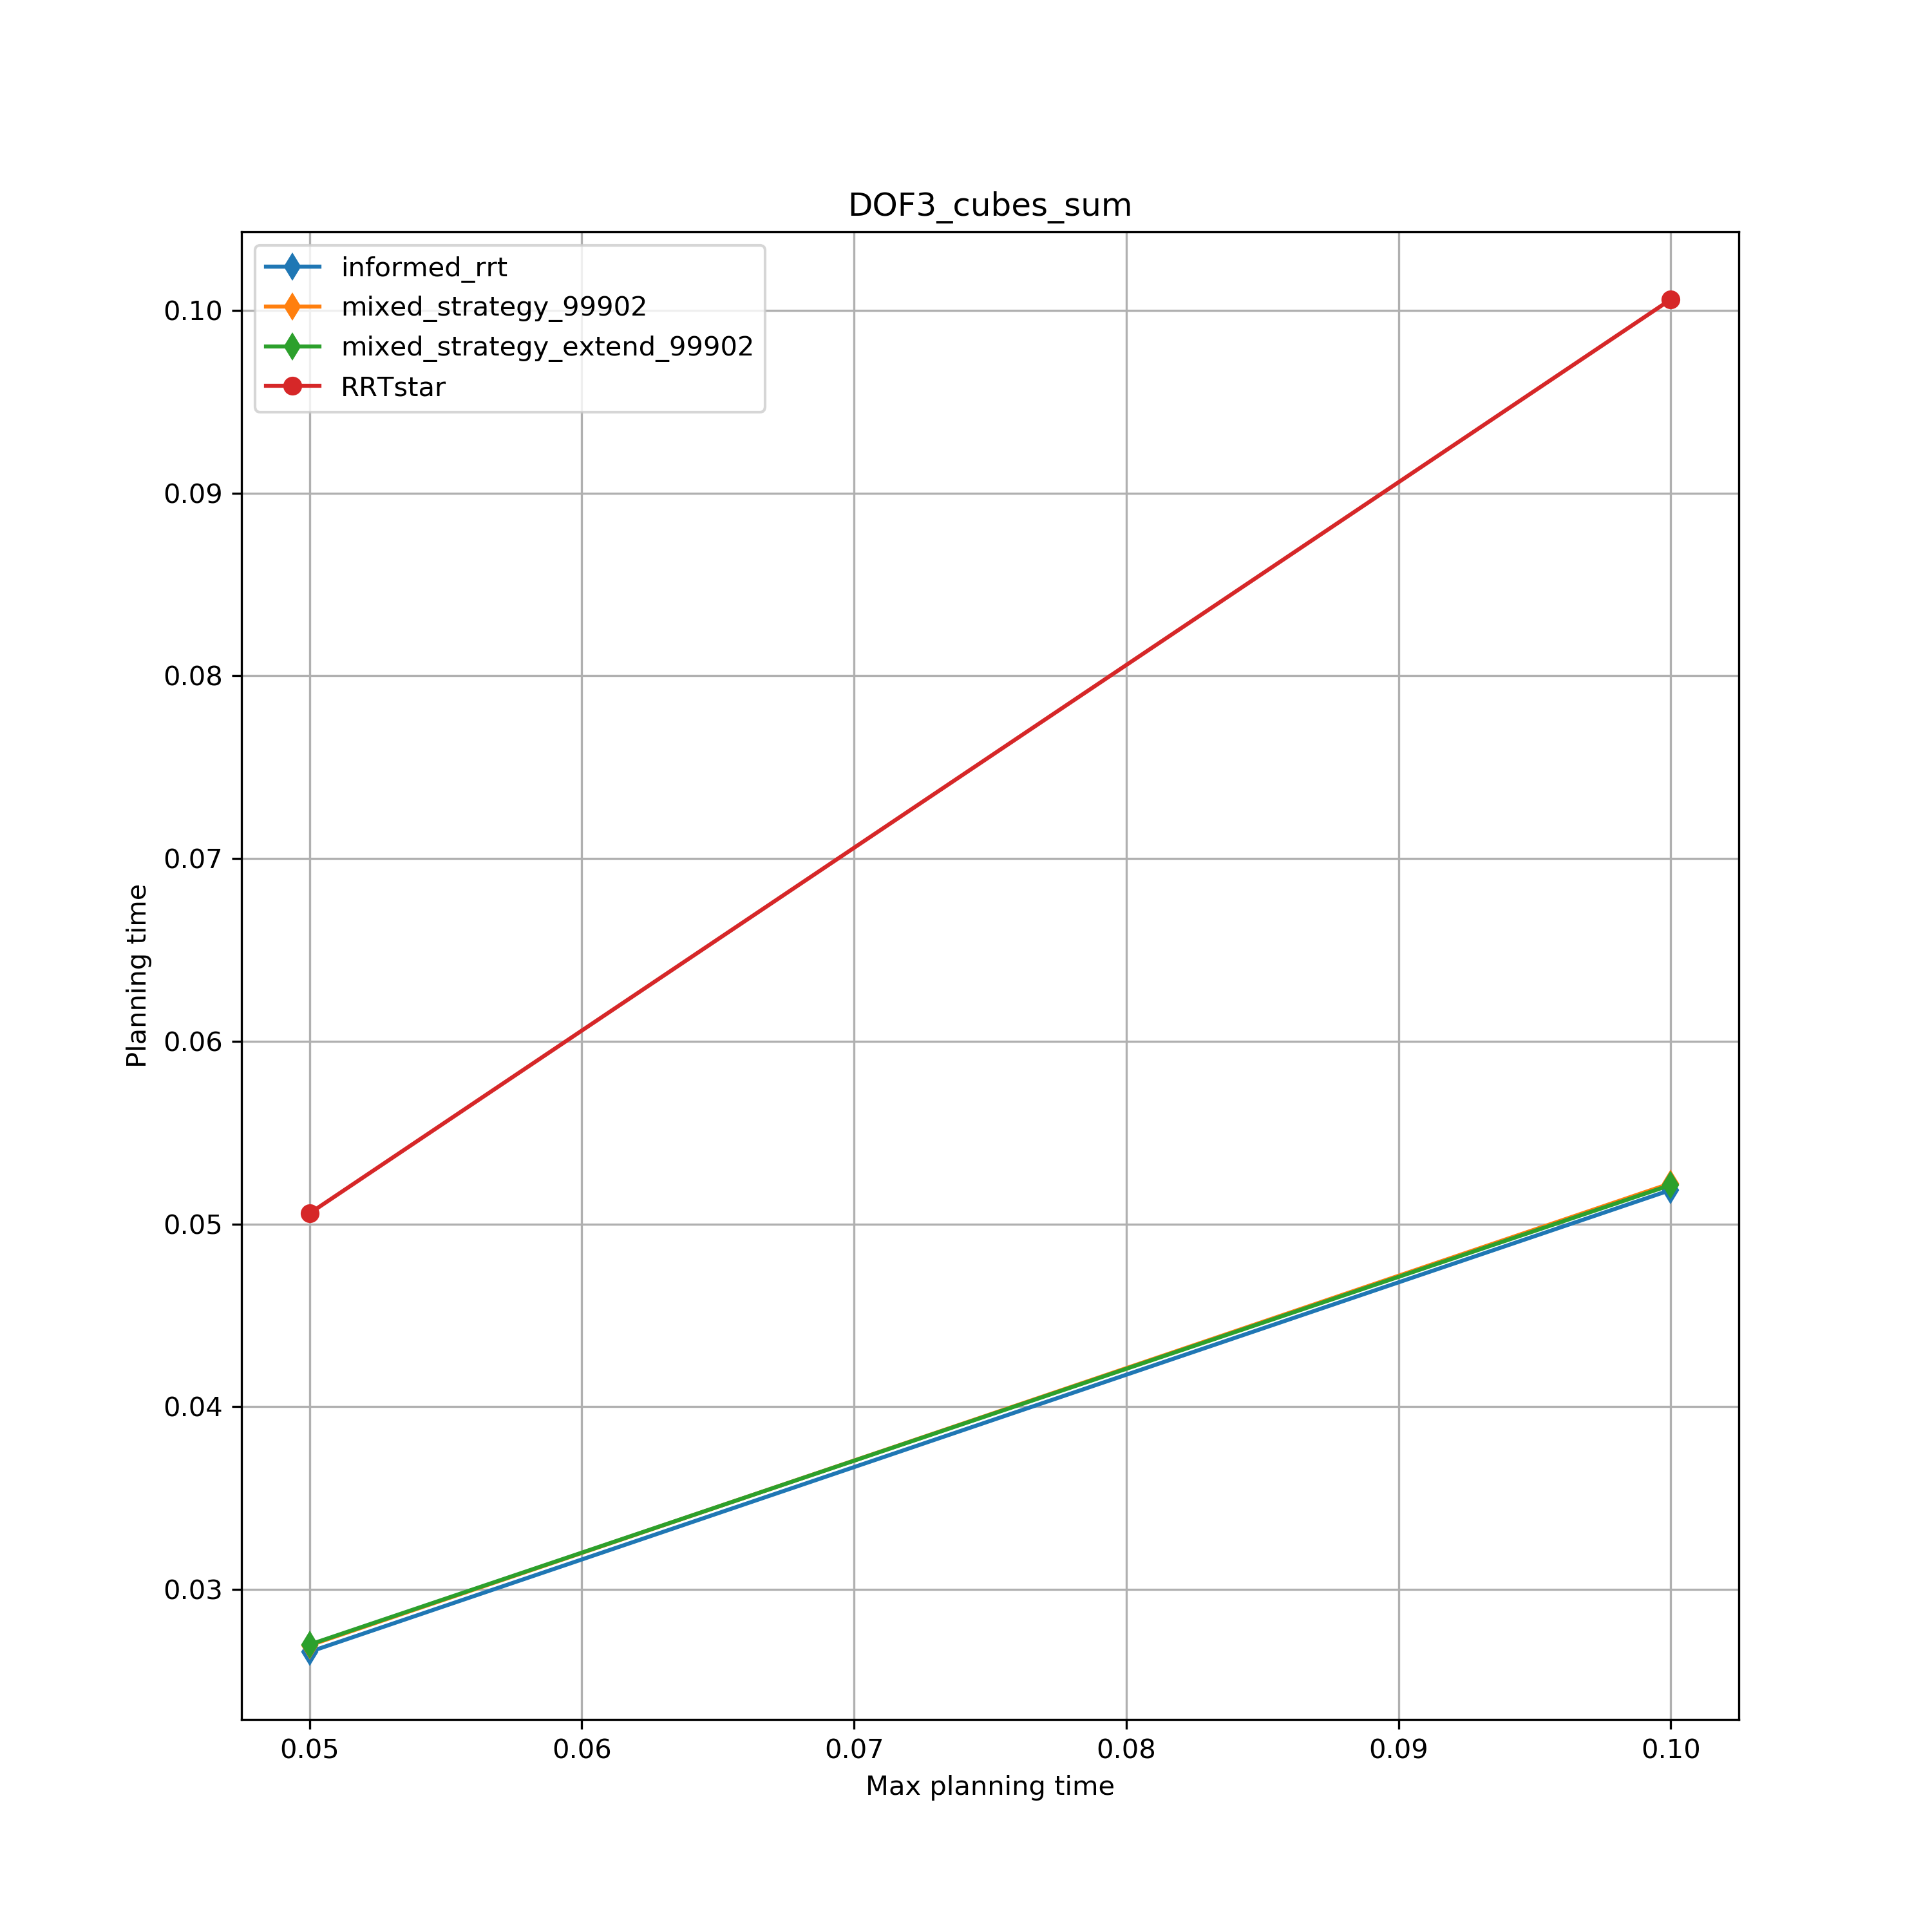 DOF3_cubes_sum
informed_rrt
mixed_strategy_99902
mixed_strategy_extend_99902
RRTstar
0.10
0.09
0.08
0.07
0.06
0.05
0.04
0.03
Planning time
0.05 0.06 0.07 0.08 0.09 0.10
Max planning time